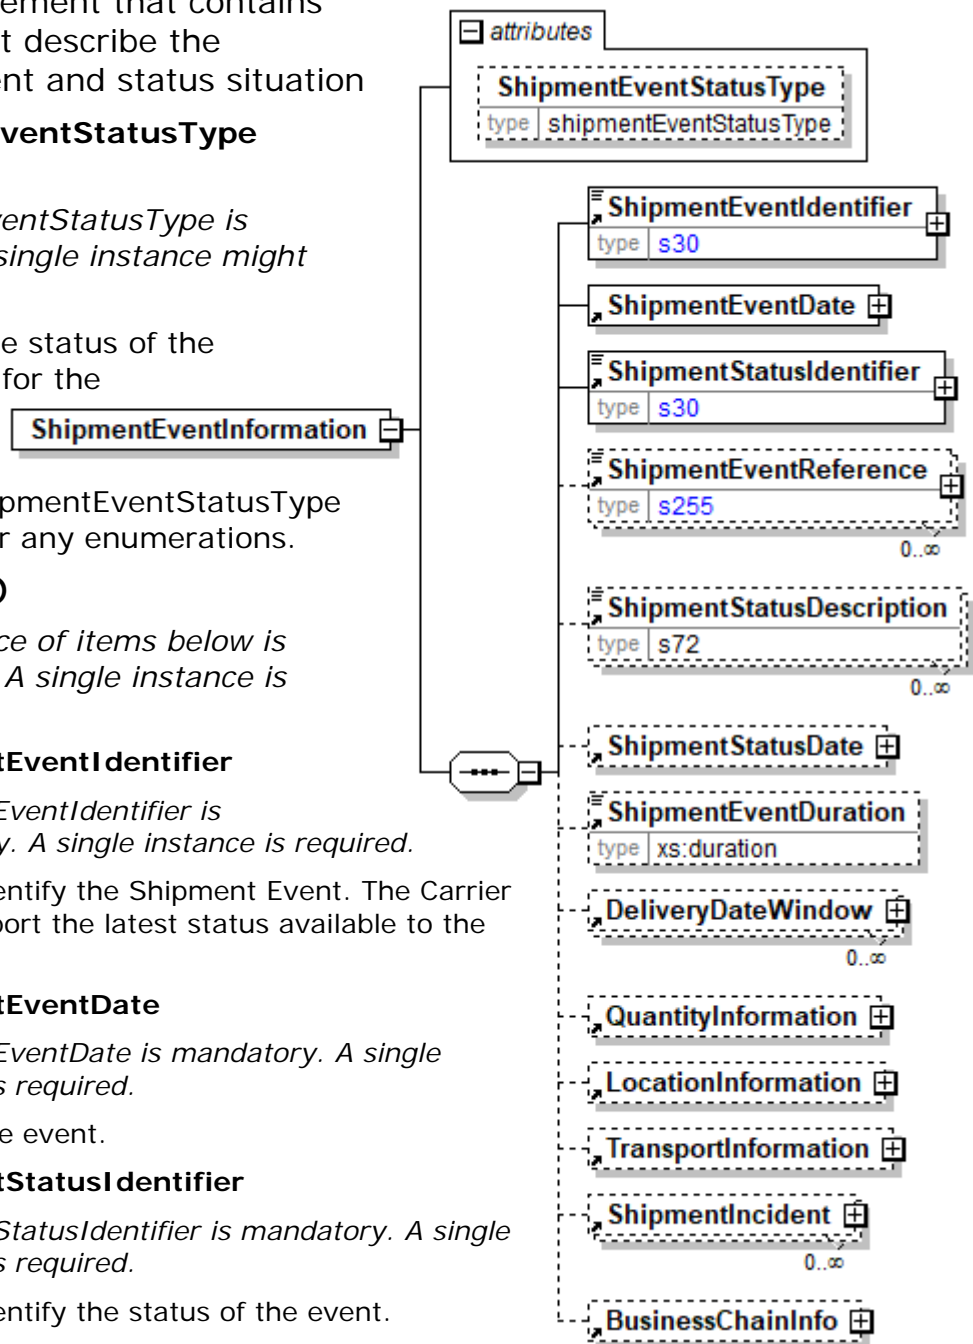 ement that contains
t describe the
ent and status situation
ventStatusType
ventStatusType is
single instance might
e status of the
for the
pmentEventStatusType
r any enumerations.
)
ce of items below is
A single instance is
tEventIdentifier
EventIdentifier is
y. A single instance is required.
entify the Shipment Event. The Carrier
port the latest status available to the
tEventDate
EventDate is mandatory. A single
s required.
e event.
tStatusIdentifier
StatusIdentifier is mandatory. A single
s required.
entify the status of the event.
ShipmentEventInformation
attributes
ShipmentEventStatusType
type shipmentEventStatusType
ShipmentEventIdentifier
type s30
ShipmentEventDate
ShipmentStatusIdentifier
type s30
ShipmentEventReference
type s255
0..∞
ShipmentStatusDescription
type s72
0..∞
ShipmentStatusDate
ShipmentEventDuration
type xs:duration
DeliveryDateWindow
0..∞
QuantityInformation
LocationInformation
TransportInformation
ShipmentIncident
0..∞
BusinessChainInfo